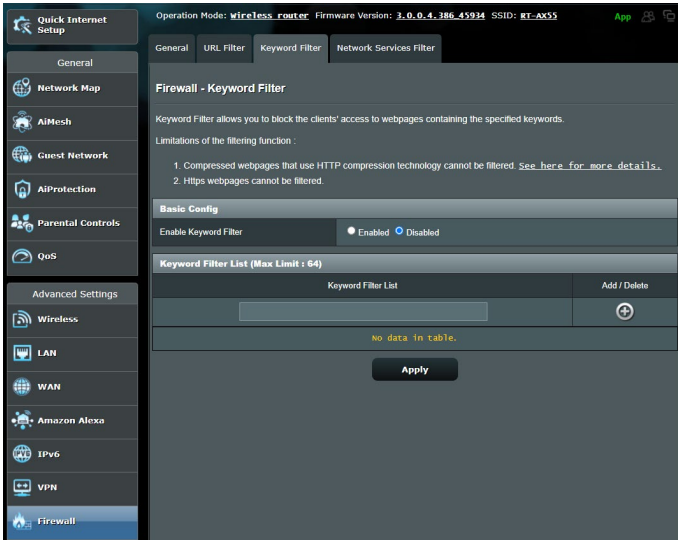 Quick Internet
Setup
Operation Mode: Wireless router Firmware Version: 3.0.0.4.386_45934 SSID: RT-AX55
App
General
URL Filter
Keyword Filter
Network Services Filter
General
Network Map
AiMesh
Guest Network
AiProtection
Parental Controls
QoS
Advanced Settings
Wireless
LAN
WAN
Amazon Alexa
IPv6
VPN
Firewall
Firewall - Keyword Filter
Keyword Filter allows you to block the clients' access to webpages containing the specified keywords.
Limitations of the filtering function :
1. Compressed webpages that use HTTP compression technology cannot be filtered. See here for more details.
2. Https webpages cannot be filtered.
Basic Config
Enable Keyword Filter
Enabled Disabled
Keyword Filter List (Max Limit : 64)
Keyword Filter List
Add / Delete
No data in table.
Apply